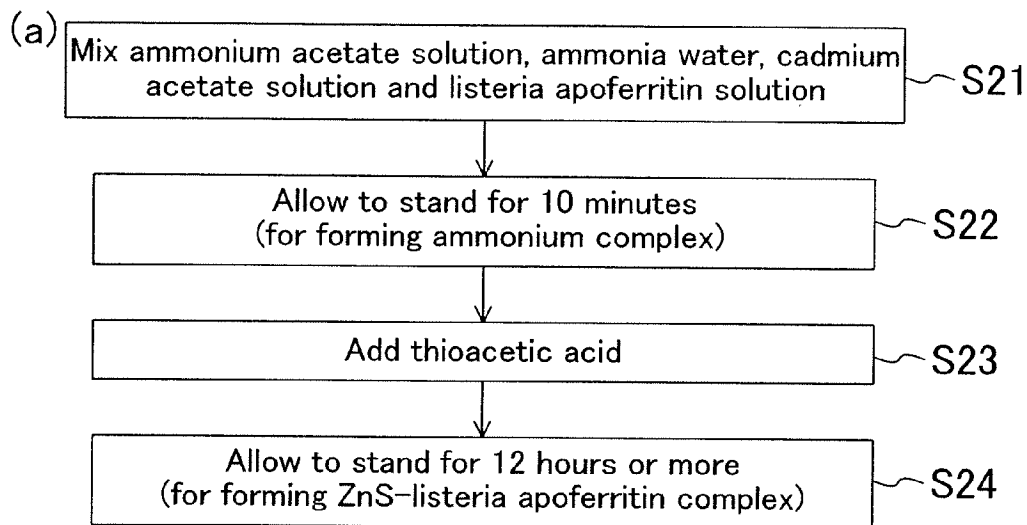 (a)
Mix ammonium acetate solution, ammonia water, cadmium
acetate solution and listeria apoferritin solution
S21
Allow to stand for 10 minutes
(for forming ammonium complex)
S22
Add thioacetic acid
S23
Allow to stand for 12 hours or more
(for forming ZnS-listeria apoferritin complex)
S24